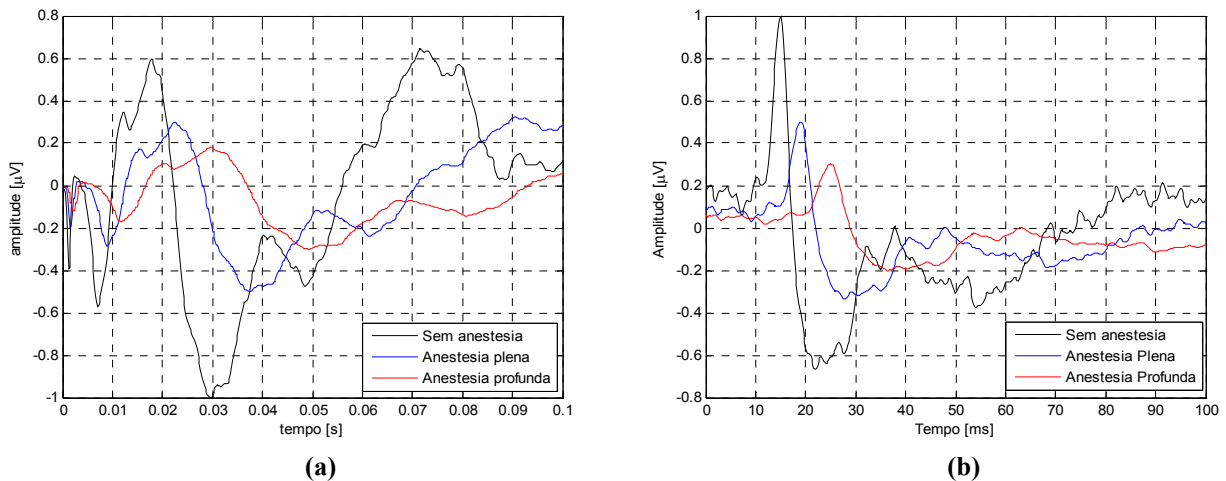 0.8
0.6
0.4
0.2
0
-0.2
-0.4
-0.6
-0.8
-1
amplitude [µV]
Sem anestesia
Anestesia plena
Anestesia profunda
0 0.01 0.02 0.03 0.04 0.05 0.06 0.07 0.08 0.09 0.1
tempo [s]
(a)
1
0.8
0.6
0.4
0.2
0
-0.2
-0.4
-0.6
-0.8
Amplitude [µV]
Sem anestesia
Anestesia Plena
Anestesia Profunda
0 10 20 30 40 50 60 70 80 90 100
Tempo [ms]
(b)